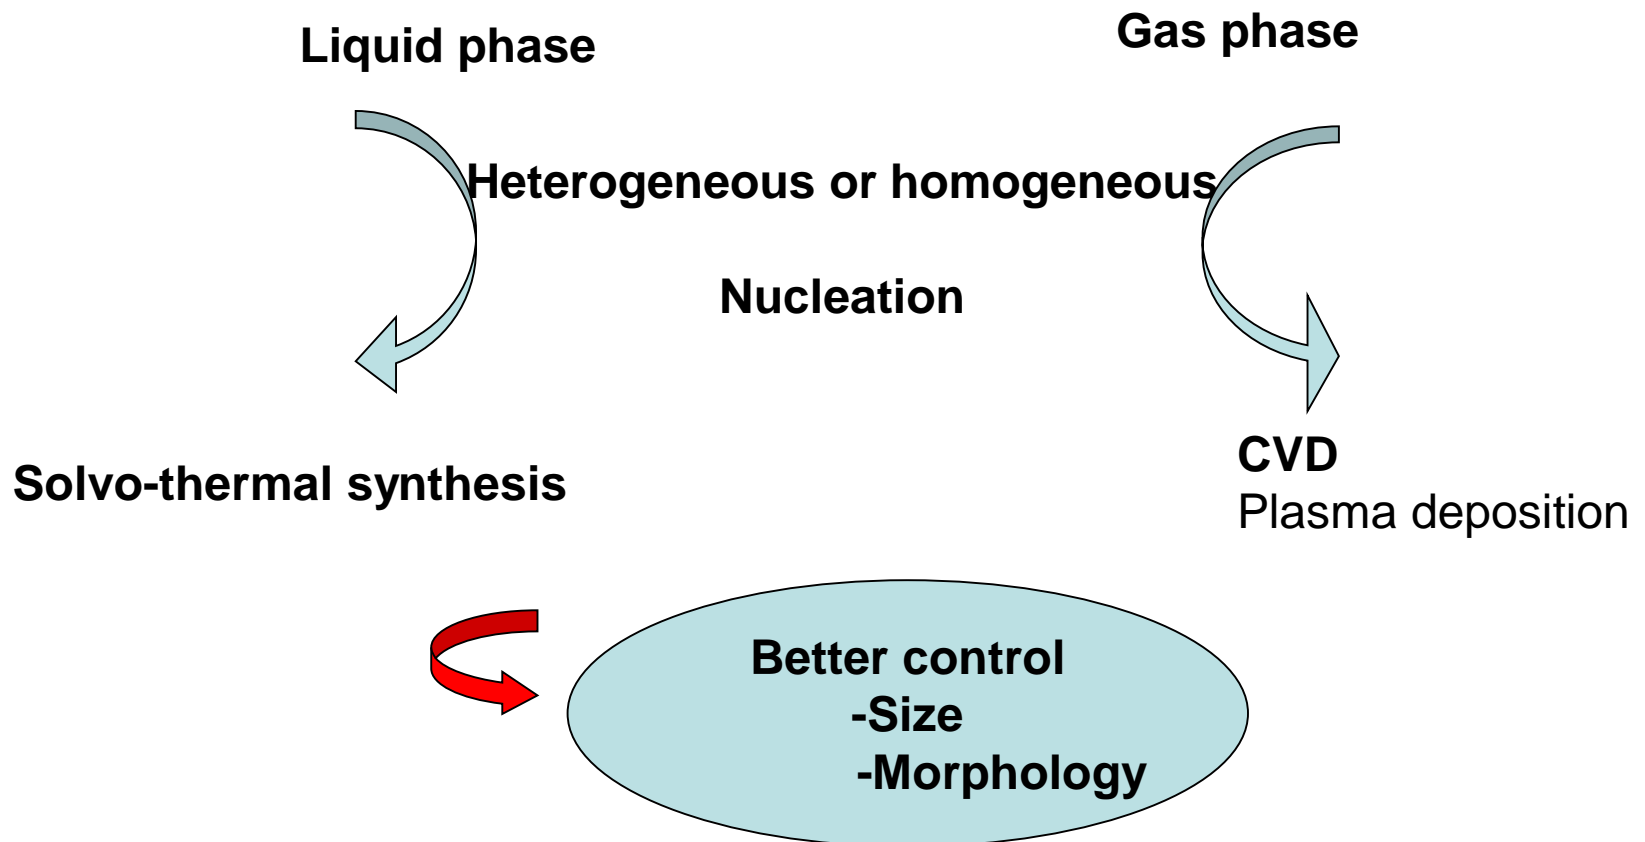 Liquid phase
Gas phase
Heterogeneous or homogeneous
Nucleation
Solvo-thermal synthesis
CVD
Plasma deposition
Better control
-Size
-Morphology